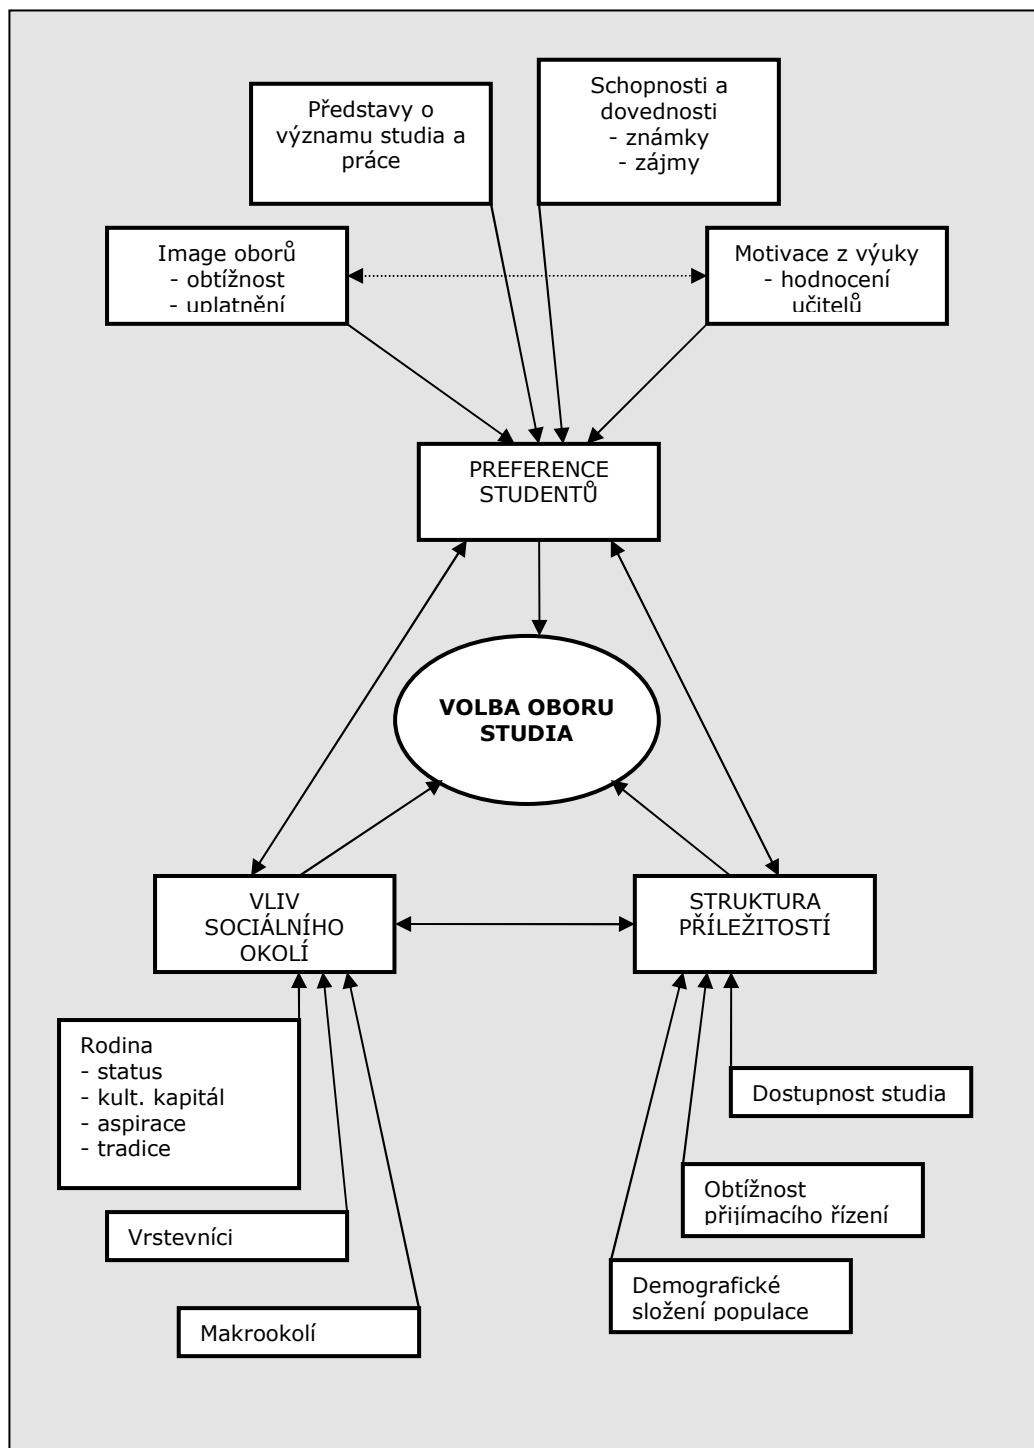 Představy o
významu studia a
práce
Schopnosti a
dovednosti
- známky
- zájmy
Image oborů
- obtížnost
- uplatnění
Motivace z výuky
- hodnocení
učitelů
PREFERENCE
STUDENTŮ
VOLBA OBORU
STUDIA
VLIV
SOCIÁLNÍHO
OKOLÍ
STRUKTURA
PŘÍLEŽITOSTÍ
Rodina
- status
- kult. kapitál
- aspirace
- tradice
Dostupnost studia
Obtížnost
přijímacího řízení
Vrstevníci
Demografické
složení populace
Makrookolí